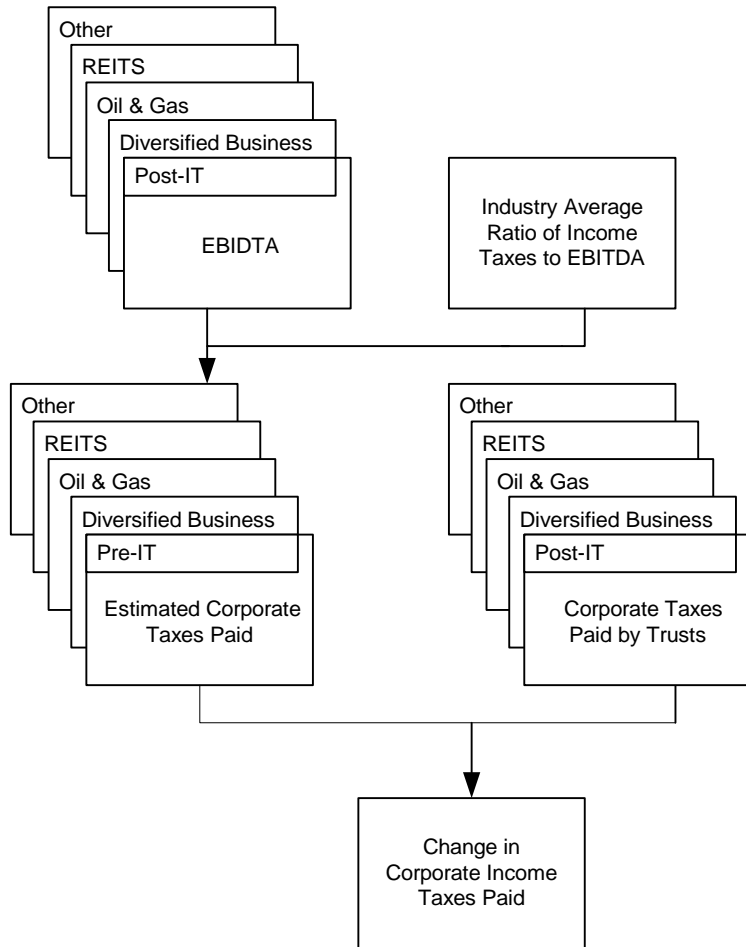 Other
REITS
Oil & Gas
Diversified Business
Post-IT
EBIDTA
Industry Average
Ratio of Income
Taxes to EBITDA
Other
REITS
Oil & Gas
Diversified Business
Pre-IT
Estimated Corporate
Taxes Paid
Other
REITS
Oil & Gas
Diversified Business
Post-IT
Corporate Taxes
Paid by Trusts
Change in
Corporate Income
Taxes Paid